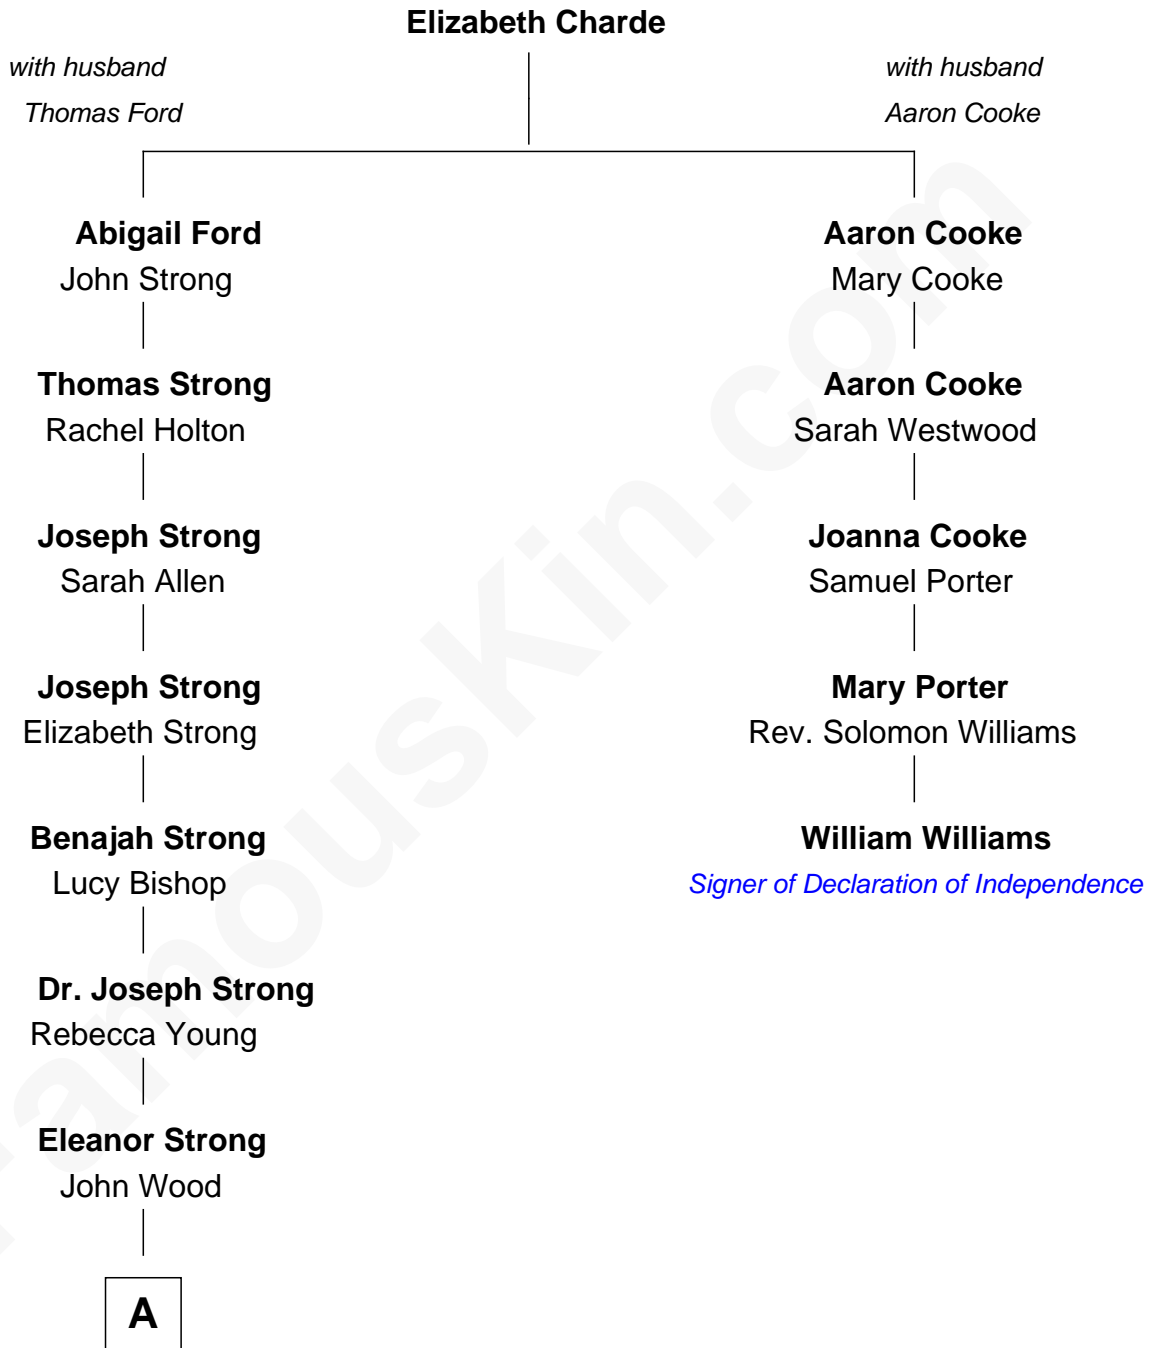 Elizabeth Charde
with husband
Thomas Ford
with husband
Aaron Cooke
Abigail Ford
John Strong
Aaron Cooke
Mary Cooke
Thomas Strong
Rachel Holton
Aaron Cooke
Sarah Westwood
Joseph Strong
Sarah Allen
Joanna Cooke
Samuel Porter
Joseph Strong
Elizabeth Strong
Mary Porter
Rev. Solomon Williams
Benajah Strong
Lucy Bishop
William Williams
Signer of Declaration of Independence
Dr. Joseph Strong
Rebecca Young
Eleanor Strong
John Wood
A
FamousKin.com